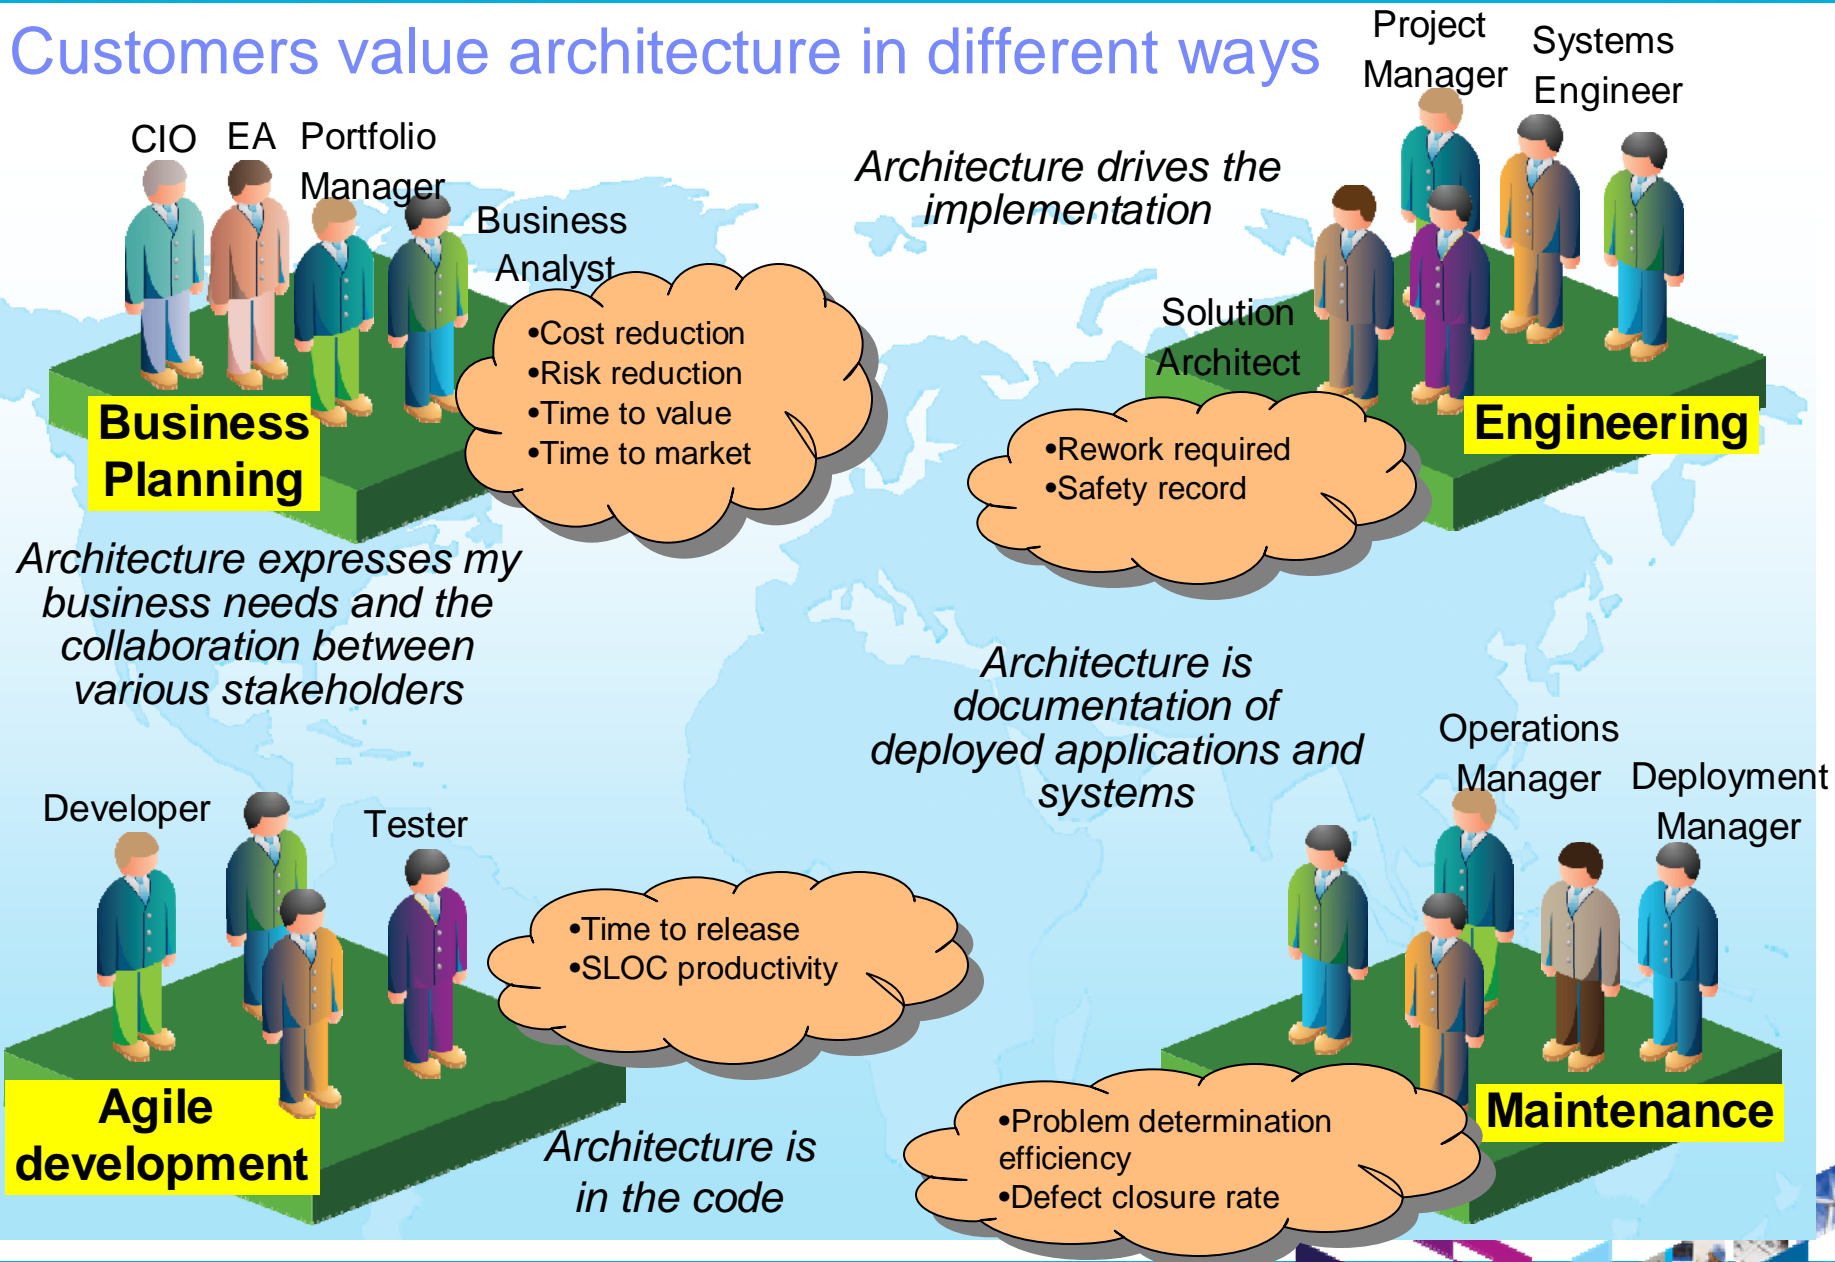 Customers value architecture in different ways
CIO
EA
Portfolio
Manager
Business
Analyst
•Cost reduction
•Risk reduction
•Time to value
•Time to market
Business
Planning
Architecture expresses my
business needs and the
collaboration between
various stakeholders
Project
Manager
Systems
Engineer
Architecture drives the
implementation
Solution
Architect
•Rework required
•Safety record
Engineering
Developer
Tester
•Time to release
•SLOC productivity
Agile
development
Architecture is
in the code
Architecture is
documentation of
deployed applications and
systems
Operations
Manager
Deployment
Manager
•Problem determination
efficiency
•Defect closure rate
Maintenance